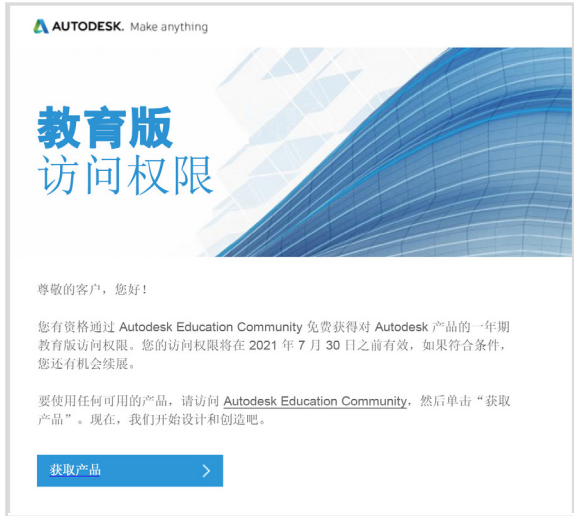 AUTODESK. Make anything
教育版
访问权限
尊敬的客户，您好！
您有资格通过 Autodesk Education Community 免费获得对 Autodesk 产品的一年期
教育版访问权限。您的访问权限将在 2021 年 7 月 30 日之前有效，如果符合条件，
您还有机会续展。
要使用任何可用的产品，请访问 Autodesk Education Community，然后单击“获取
产品”。现在，我们开始设计和创造吧。
获取产品